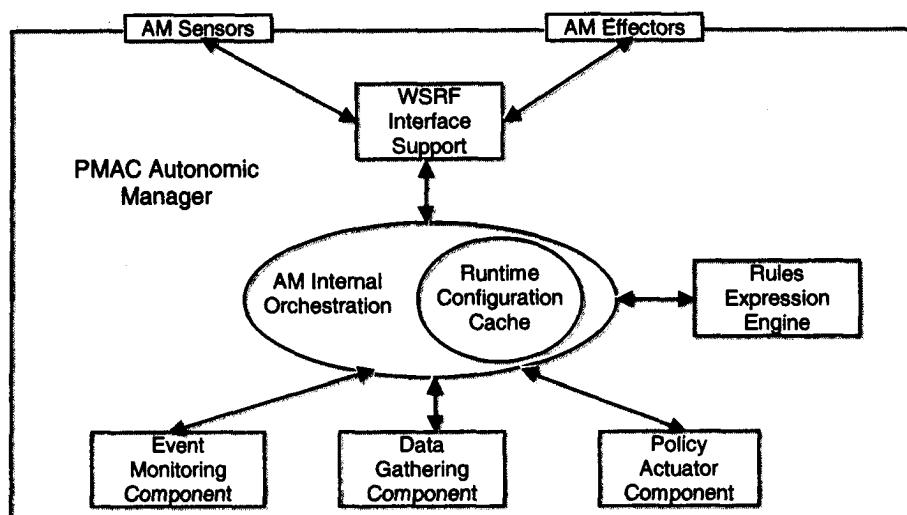 AM Sensors
AM Effectors
WSRF
Interface
Support
PMAC Autonomic
Manager
AM Internal
Orchestration
Runtime
Configuration
Cache
Rules
Expression
Engine
Event
Monitoring
Component
Data
Gathering
Component
Policy
Actuator
Component